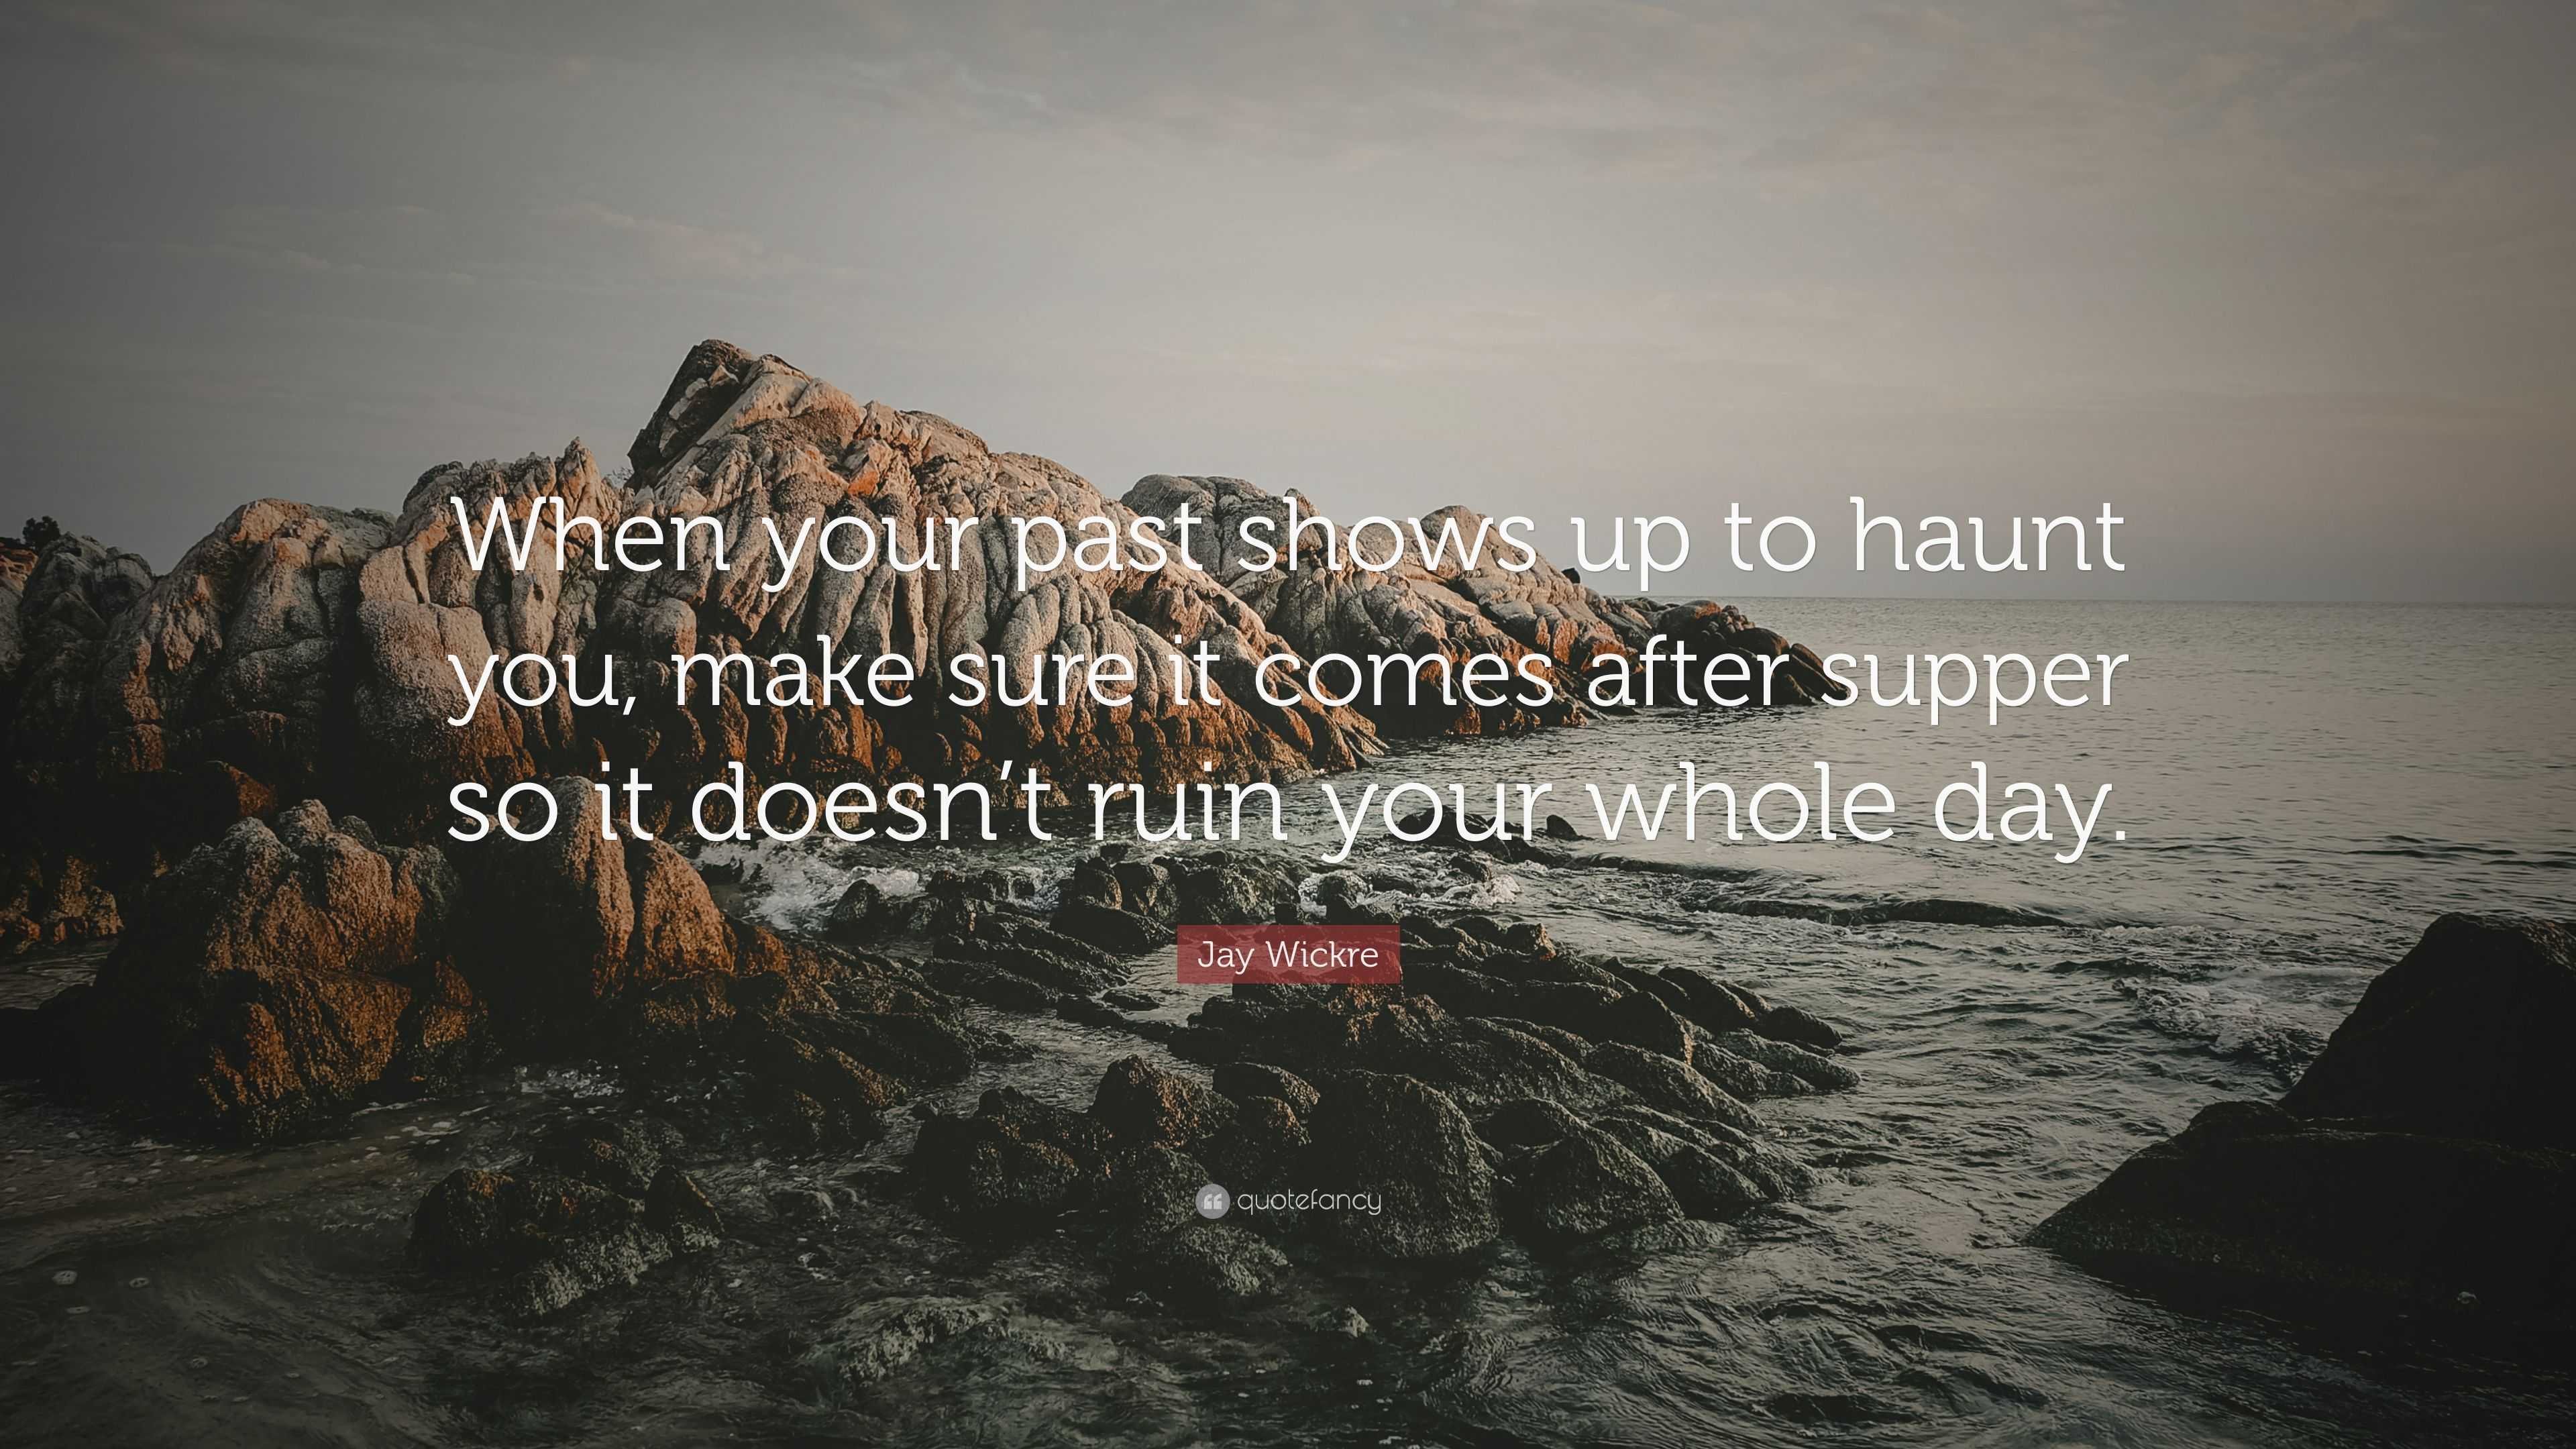 When your past shows up to haunt
you, make sure it comes after supper
so it doesn’t ruin your whole day.
Jay Wickre
quotefancy